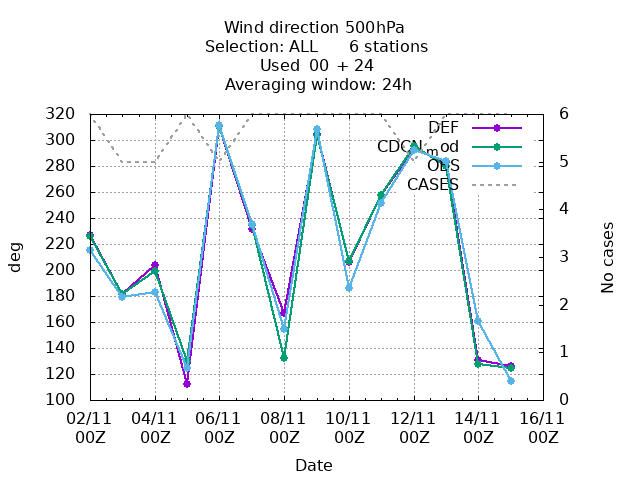 Wind direction 500hPa
Selection: ALL 6 stations
Used 00 + 24
Averaging window: 24h
320
300
280
260
240
220
200
180
160
140
120
100
deg
6
5
4
3
2
1
0
No cases
DEF
CDCN_mod
OBS
CASES
02/11 04/11 06/11 08/11 10/11 12/11 14/11 16/11
00Z 00Z 00Z 00Z 00Z 00Z 00Z 00Z
Date